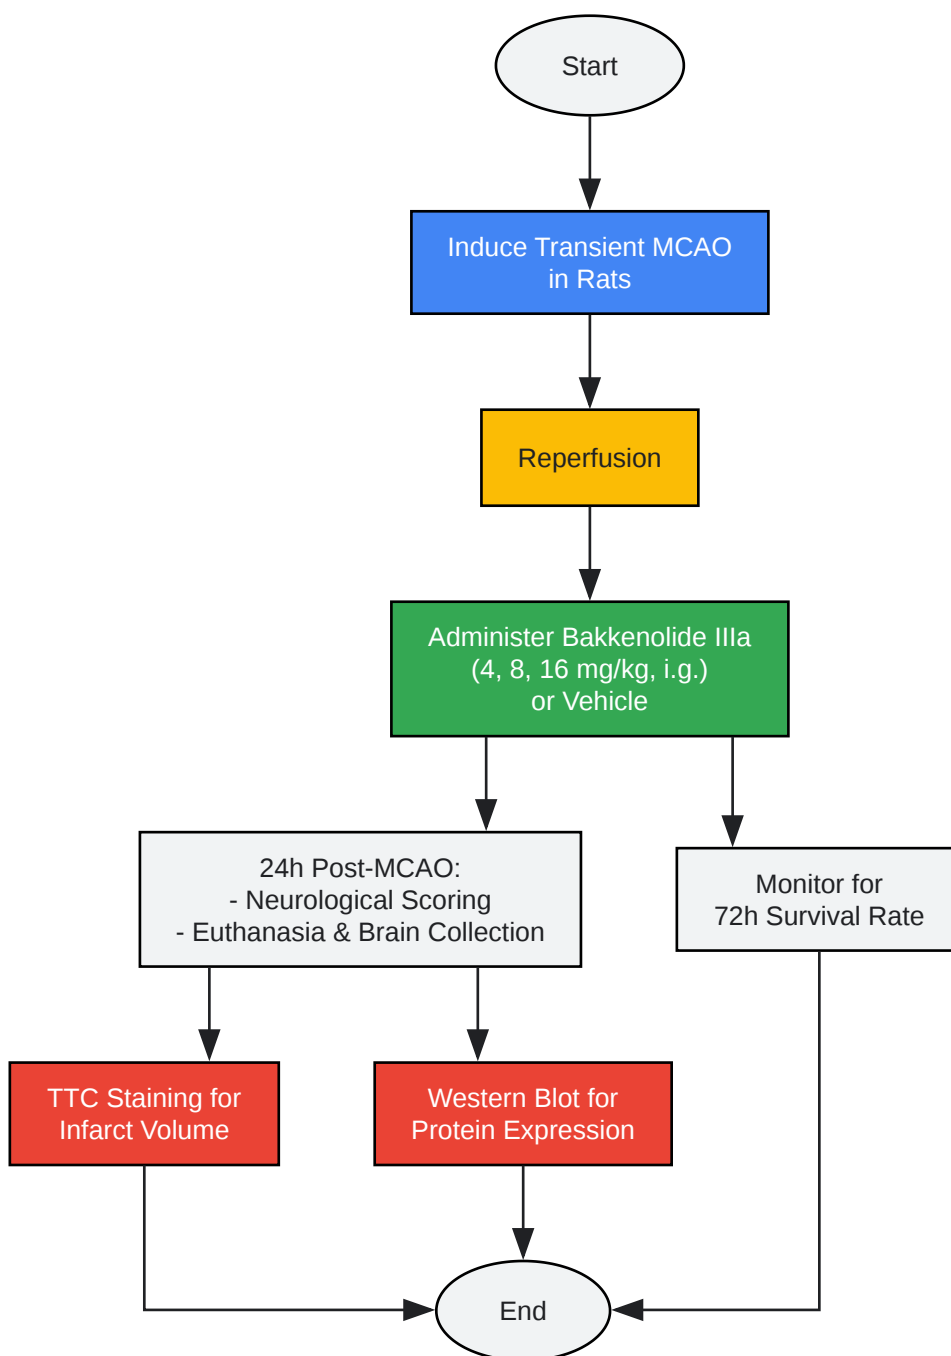 Start
Induce Transient MCAO
in Rats
Reperfusion
Administer Bakkenolide IIIa
(4, 8, 16 mg/kg, i.g.)
or Vehicle
24h Post-MCAO:
- Neurological Scoring
- Euthanasia & Brain Collection
Monitor for
72h Survival Rate
TTC Staining for
Infarct Volume
Western Blot for
Protein Expression
End